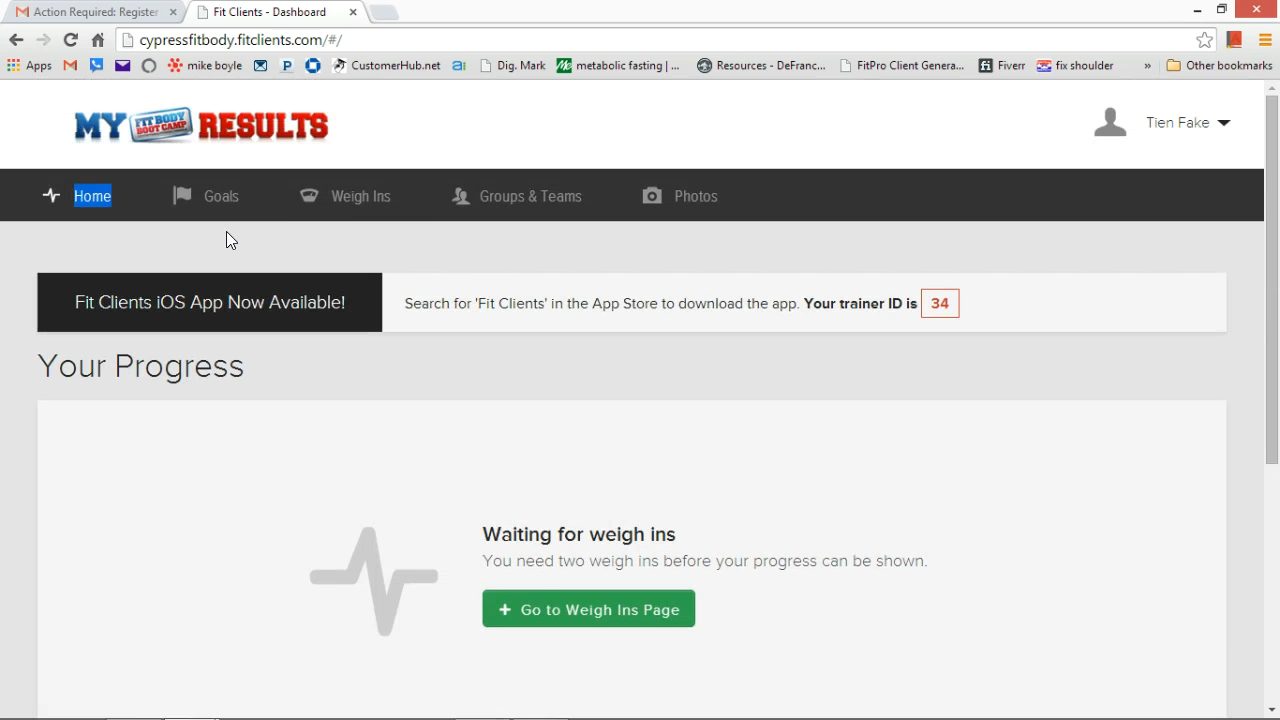 Action Required: Register
Fit Clients - Dashboard
cypressfitbody.fitclients.com/#/
Apps
mike boyle
P
CustomerHub.net
ai
Dig. Mark
metabolic fasting | ...
Resources - DeFranc...
FitPro Client Genera...
fi
Fiverr
fix shoulder
»
Other bookmarks
MY FIT BODY BOOT CAMP RESULTS
Tien Fake
Home
Goals
Weigh Ins
Groups & Teams
Photos
Fit Clients iOS App Now Available!
Search for 'Fit Clients' in the App Store to download the app. Your trainer ID is 34
Your Progress
Waiting for weigh ins
You need two weigh ins before your progress can be shown.
+ Go to Weigh Ins Page